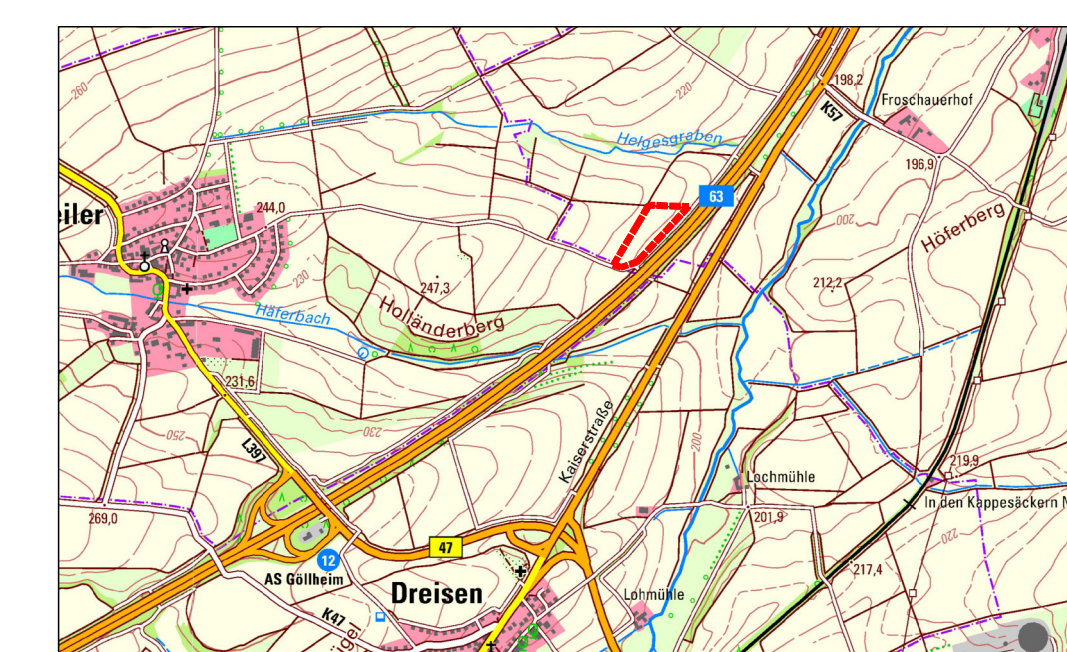 260
220
198,2
K57
Froschauerhof
Helgesgraben
196,9
63
eiler
244,0
200
Höferberg
230
247,3
212,2
Holländerberg
Häferbach
231,6
Kaiserstraße
250
230
L397
200
219,9
Lochmühle
In den Kappesäckern
269,0
201,9
47
12
AS Göllheim
217,4
220
Dreisen
Lohmühle
K47
ügel